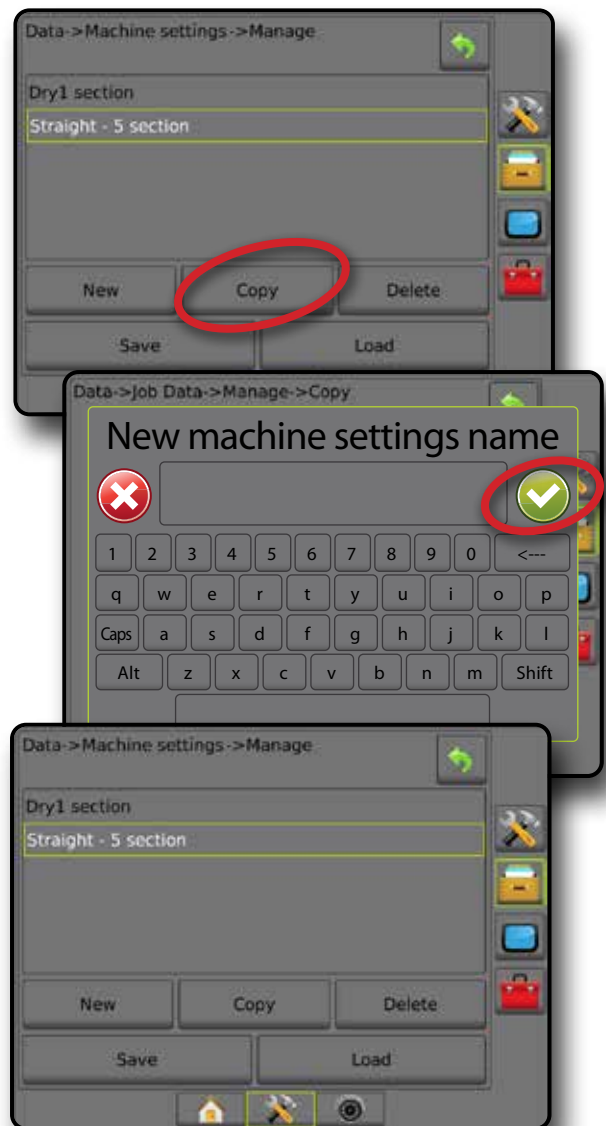 Data->Machine settings->Manage
Dry1 section
Straight - 5 section
New Copy Delete
Save Load
Data->Job Data->Manage->Copy
New machine settings name
1 2 3 4 5 6 7 8 9 0 <---
q w e r t y u i o p
Caps a s d f g h j k l
Alt z x c v b n m Shift
Data->Machine settings->Manage
Dry1 section
Straight - 5 section
New Copy Delete
Save Load